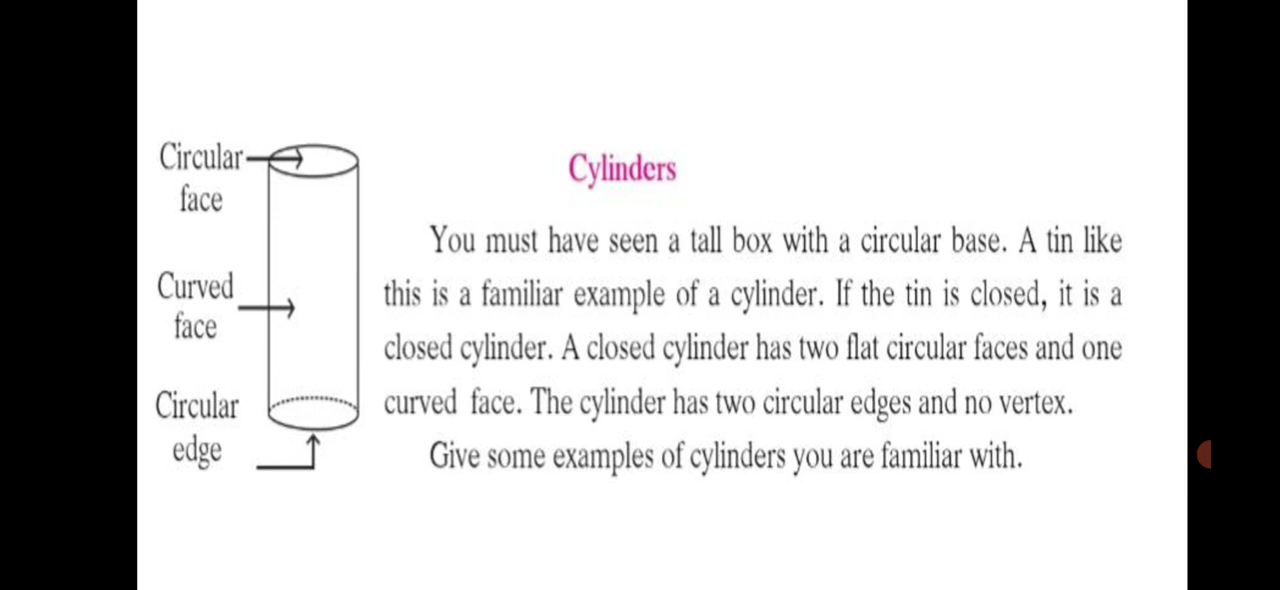 Circular
face
Curved
face
Circular
edge
Cylinders
You must have seen a tall box with a circular base. A tin like
this is a familiar example of a cylinder. If the tin is closed, it is a
closed cylinder. A closed cylinder has two flat circular faces and one
curved face. The cylinder has two circular edges and no vertex.
Give some examples of cylinders you are familiar with.